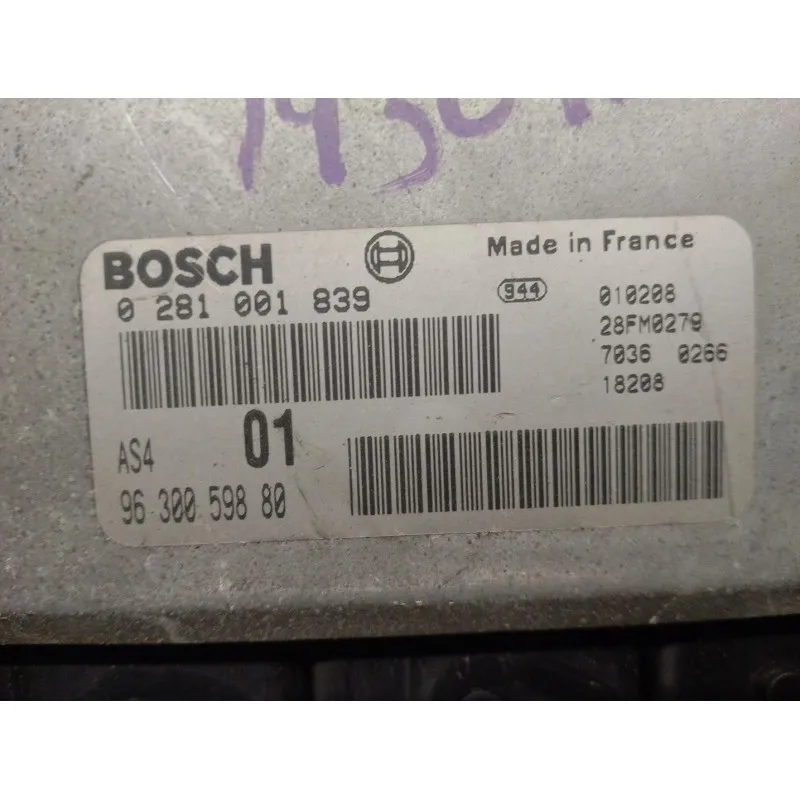 BOSCH
Made in France
0 281 001 839
944
010208
28FM0279
7036 0266
18208
AS4
01
96 300 598 80